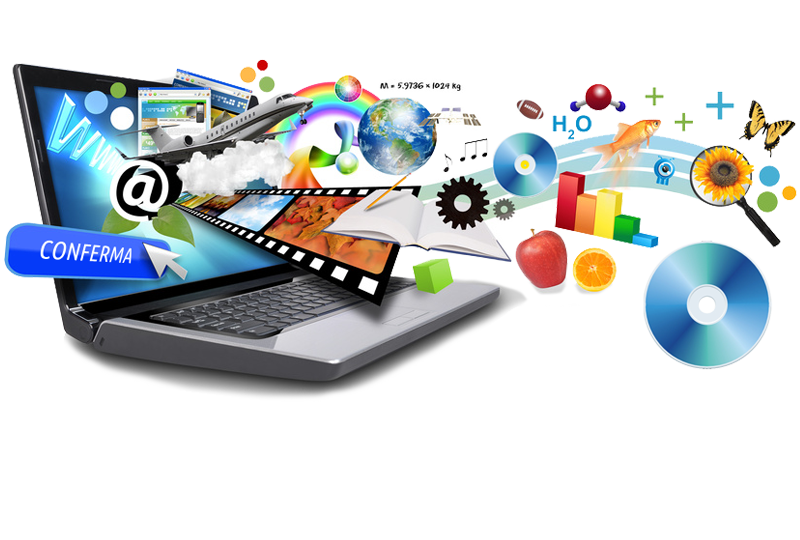 M = 5.9736 × 1024 Kg
H2O
WWW
@
CONFERMA